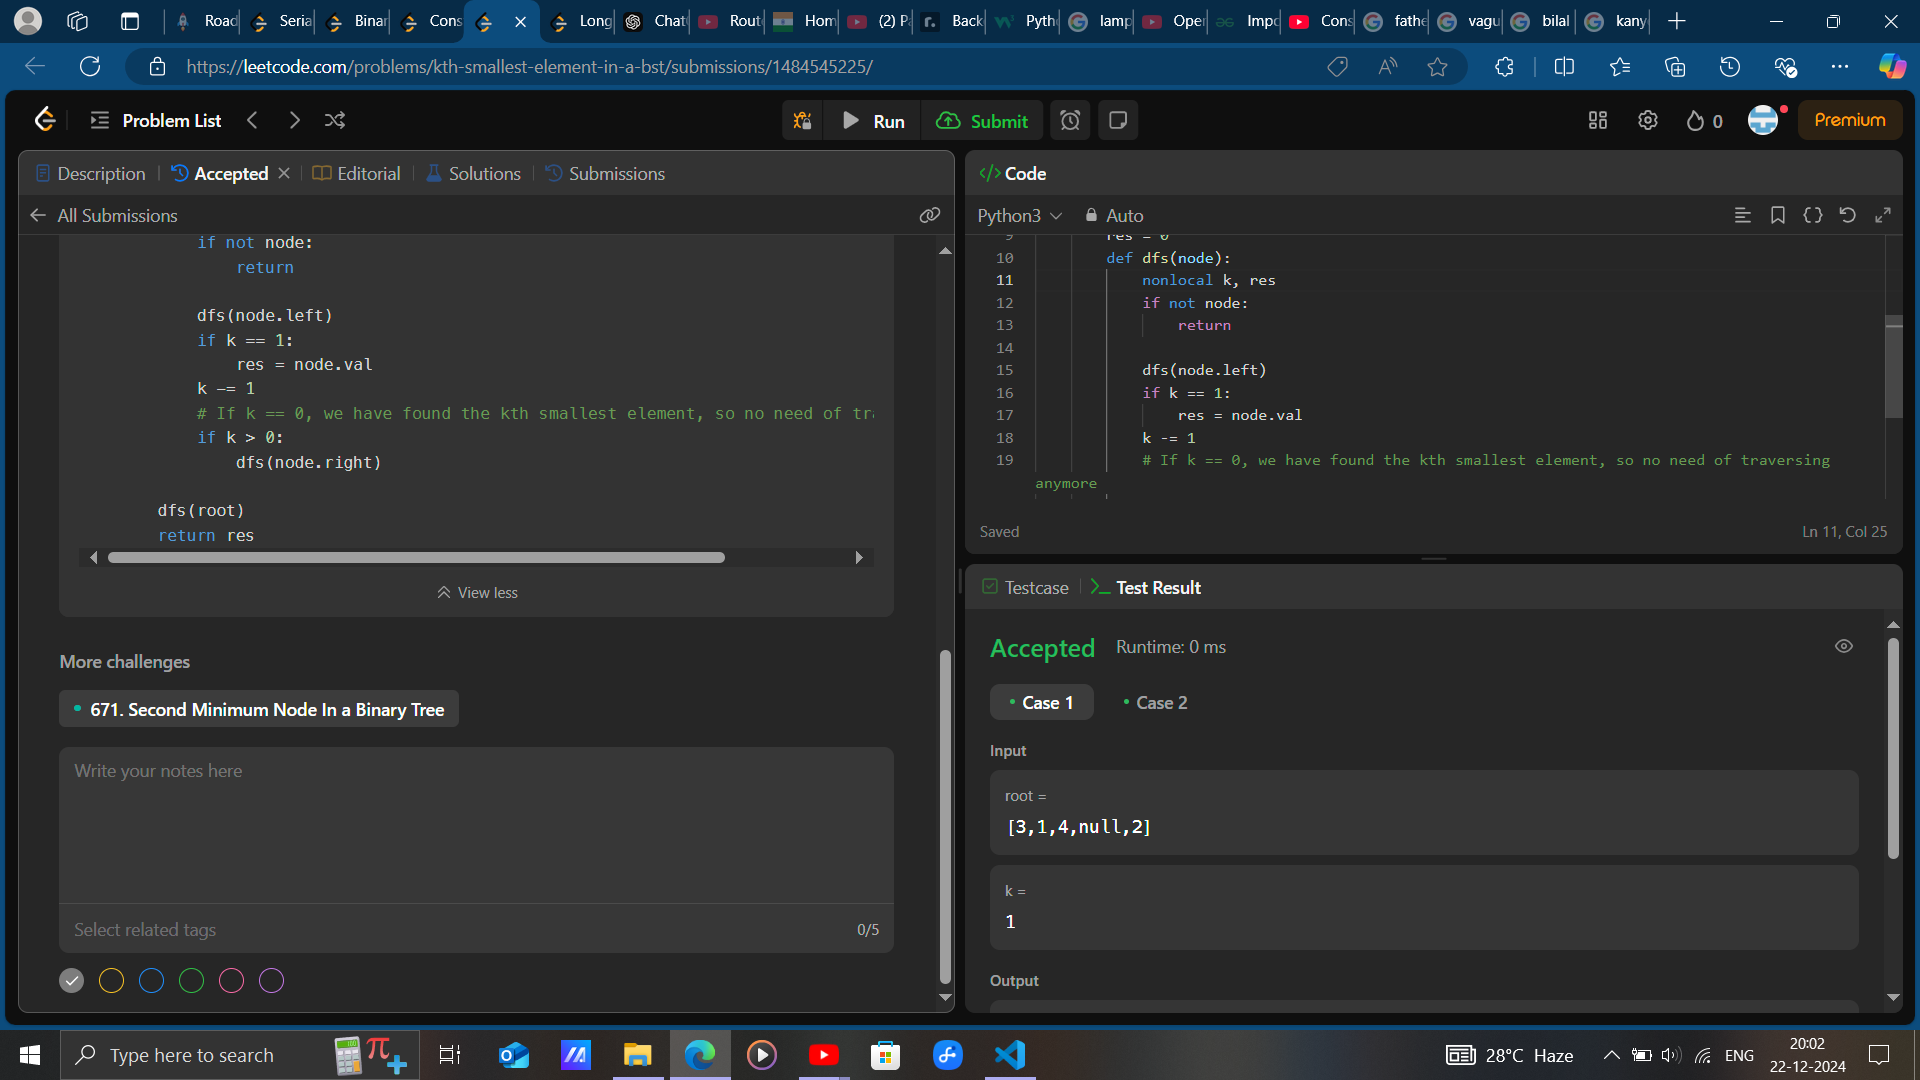 Road
Seria
Binar
Cons
Long
Chat
Rout
Hom
(2) P
Back
Pyth
lamp
Oper
Impo
Cons
fathe
vagu
bilal
kany
https://leetcode.com/problems/kth-smallest-element-in-a-bst/submissions/1484545225/
Problem List
Run
Submit
0
Premium
Description
Accepted
Editorial
Solutions
Submissions
All Submissions
if not node:
return
dfs(node.left)
if k == 1:
res = node.val
k -= 1
# If k == 0, we have found the kth smallest element, so no need of tra
if k > 0:
dfs(node.right)
dfs(root)
return res
View less
More challenges
671. Second Minimum Node In a Binary Tree
Write your notes here
Select related tags
0/5
</> Code
Python3
Auto
9 res = 0
10 def dfs(node):
11 nonlocal k, res
12 if not node:
13 return
14
15 dfs(node.left)
16 if k == 1:
17 res = node.val
18 k -= 1
19 # If k == 0, we have found the kth smallest element, so no need of traversing
anymore
Saved
Ln 11, Col 25
Testcase
Test Result
Accepted
Runtime: 0 ms
Case 1
Case 2
Input
root =
[3,1,4,null,2]
k =
1
Output
Type here to search
28°C Haze
ENG
20:02
22-12-2024